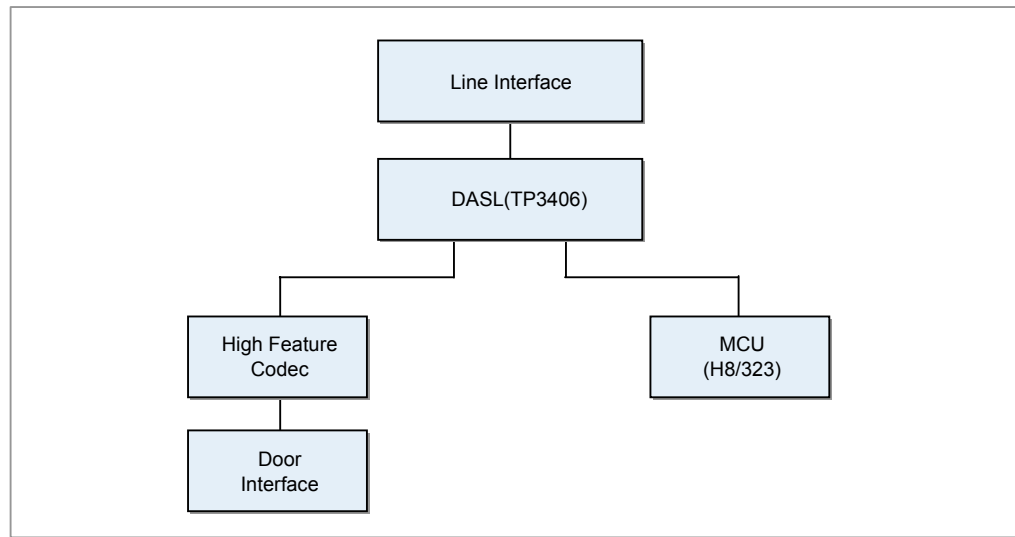 Line Interface
DASL(TP3406)
High Feature
Codec
MCU
(H8/323)
Door
Interface